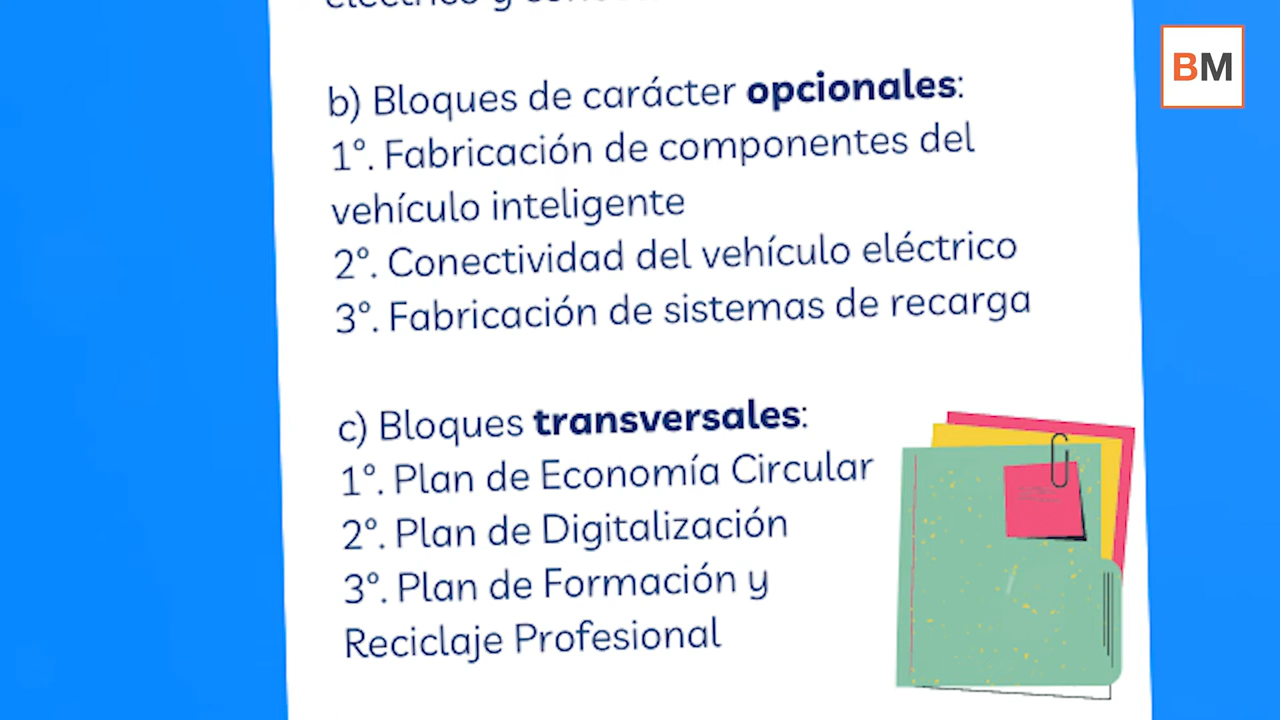 BM
b) Bloques de carácter opcionales:
1º. Fabricación de componentes del
vehículo inteligente
2º. Conectividad del vehículo eléctrico
3º. Fabricación de sistemas de recarga
c) Bloques transversales:
1º. Plan de Economía Circular
2º. Plan de Digitalización
3º. Plan de Formación y
Reciclaje Profesional